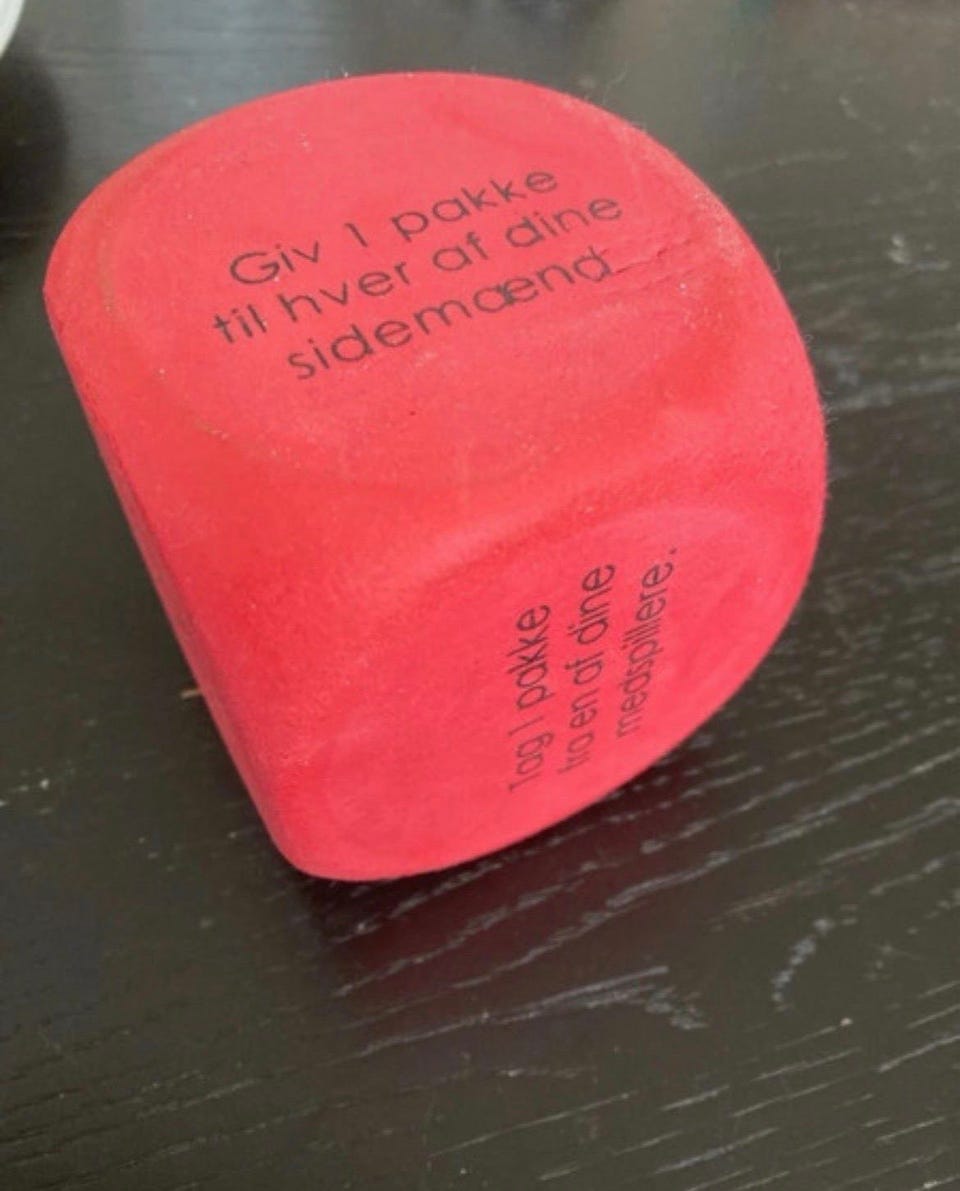 Giv 1 pakke
til hver af dine
sidemænd.
Tag 1 pakke
fra en af dine
medspillere.